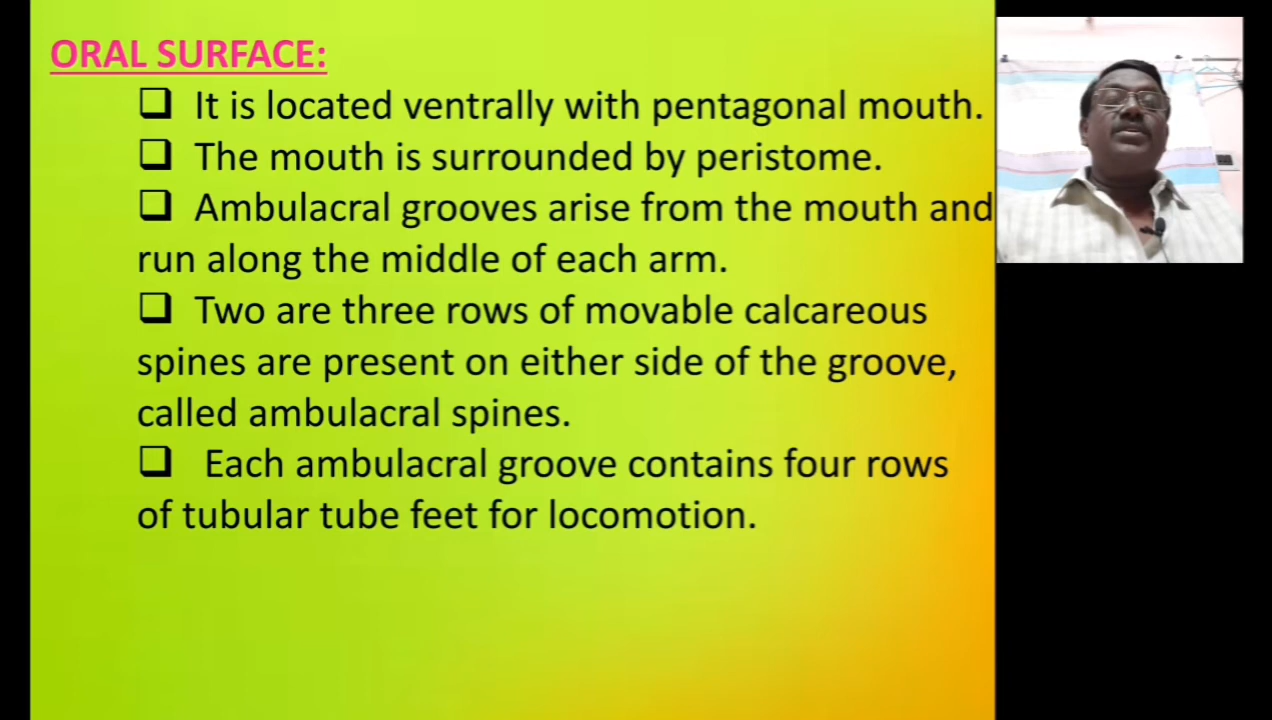 ORAL SURFACE:
❑ It is located ventrally with pentagonal mouth.
❑ The mouth is surrounded by peristome.
❑ Ambulacral grooves arise from the mouth and
run along the middle of each arm.
❑ Two are three rows of movable calcareous
spines are present on either side of the groove,
called ambulacral spines.
❑ Each ambulacral groove contains four rows
of tubular tube feet for locomotion.